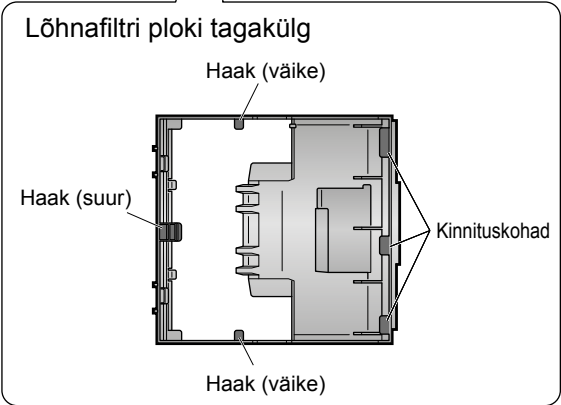 Lõhnafiltri ploki tagakülg
Haak (väike)
Haak (suur)
Kinnituskohad
Haak (väike)